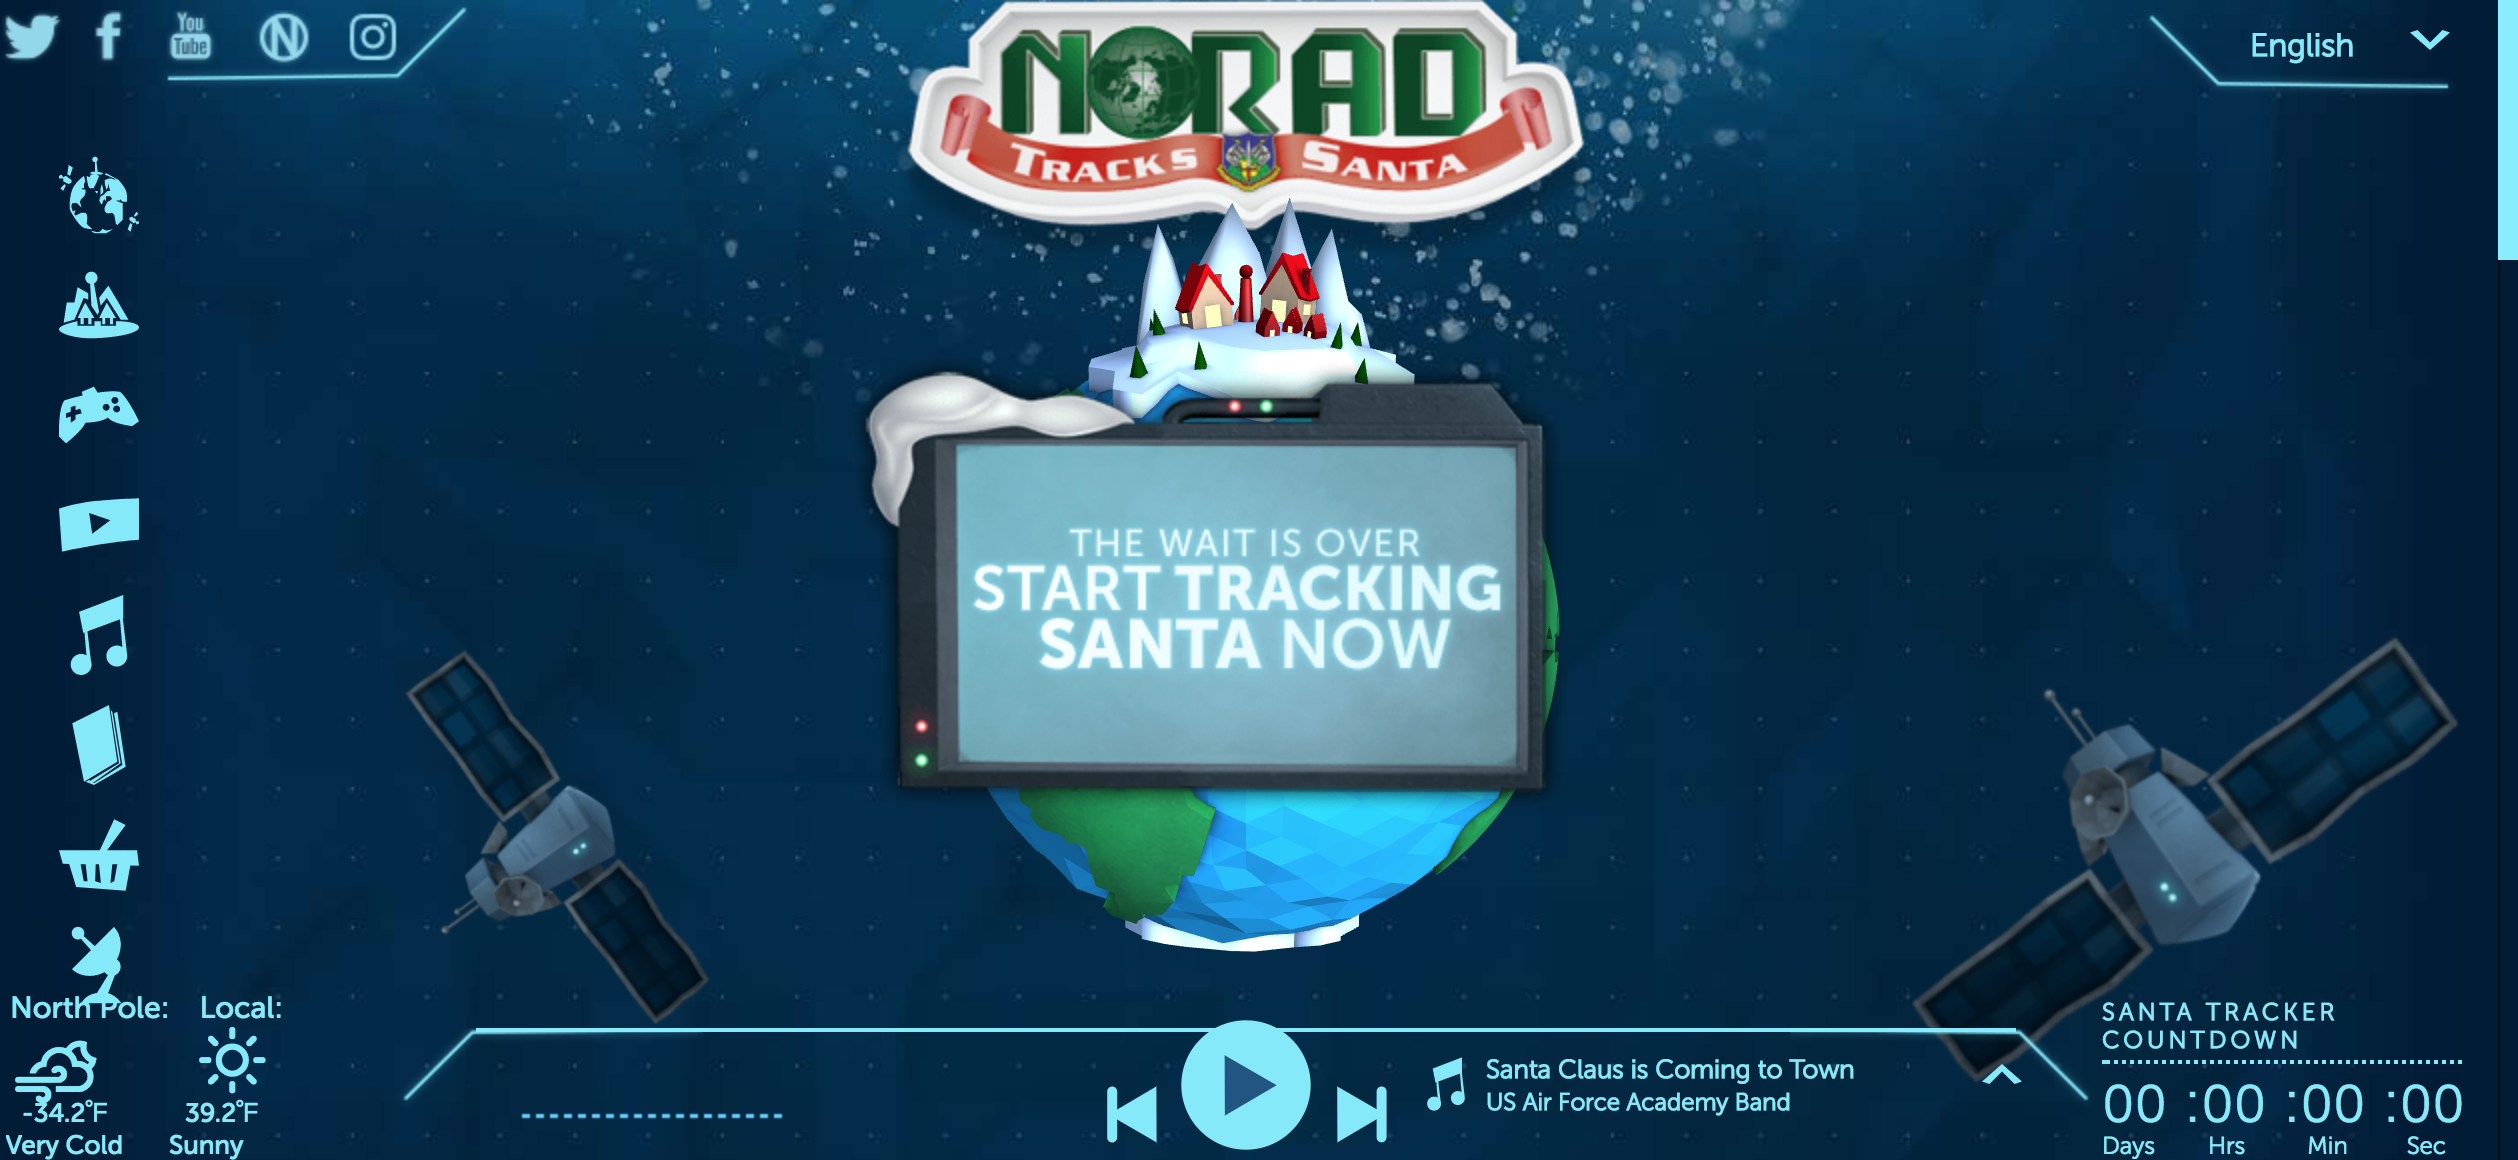 You
Tube
English
NORAD
TRACKS SANTA
THE WAIT IS OVER
START TRACKING
SANTA NOW
North Pole:
Local:
-34.2°F
39.2°F
Very Cold
Sunny
Santa Claus is Coming to Town
US Air Force Academy Band
SANTA TRACKER
COUNTDOWN
00 :00 :00 :00
Days Hrs Min Sec